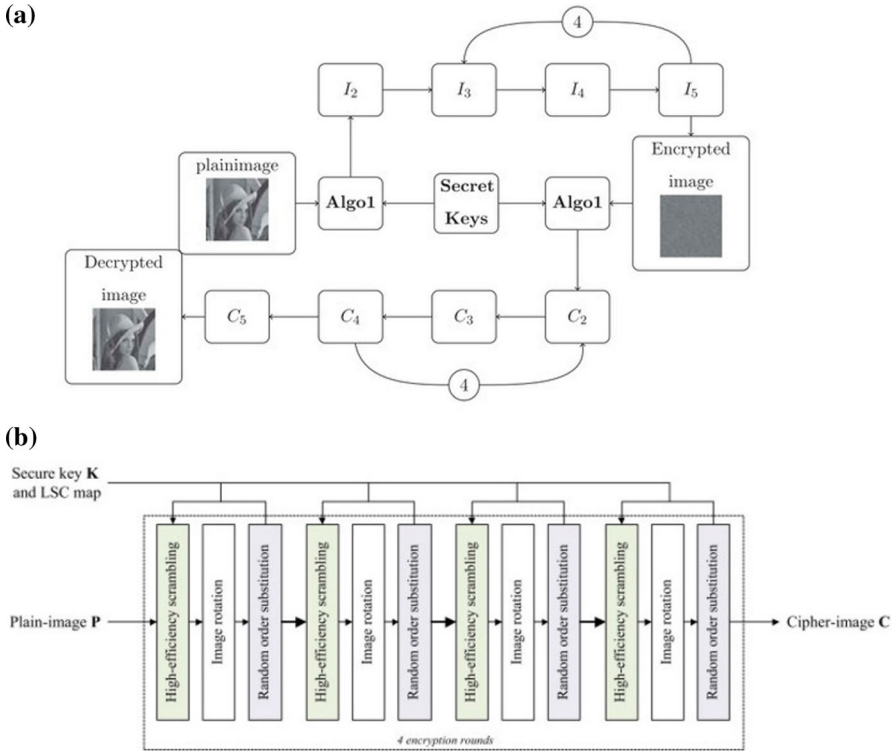 (a)
4
I2
I3
I4
I5
plainimage
Algo1
Secret
Keys
Algo1
Encrypted
image
Decrypted
image
C5
C4
C3
C2
4
(b)
Secure key K
and LSC map
Plain-image P
High-efficiency scrambling
Image rotation
Random order substitution
High-efficiency scrambling
Image rotation
Random order substitution
High-efficiency scrambling
Image rotation
Random order substitution
High-efficiency scrambling
Image rotation
Random order substitution
Cipher-image C
4 encryption rounds